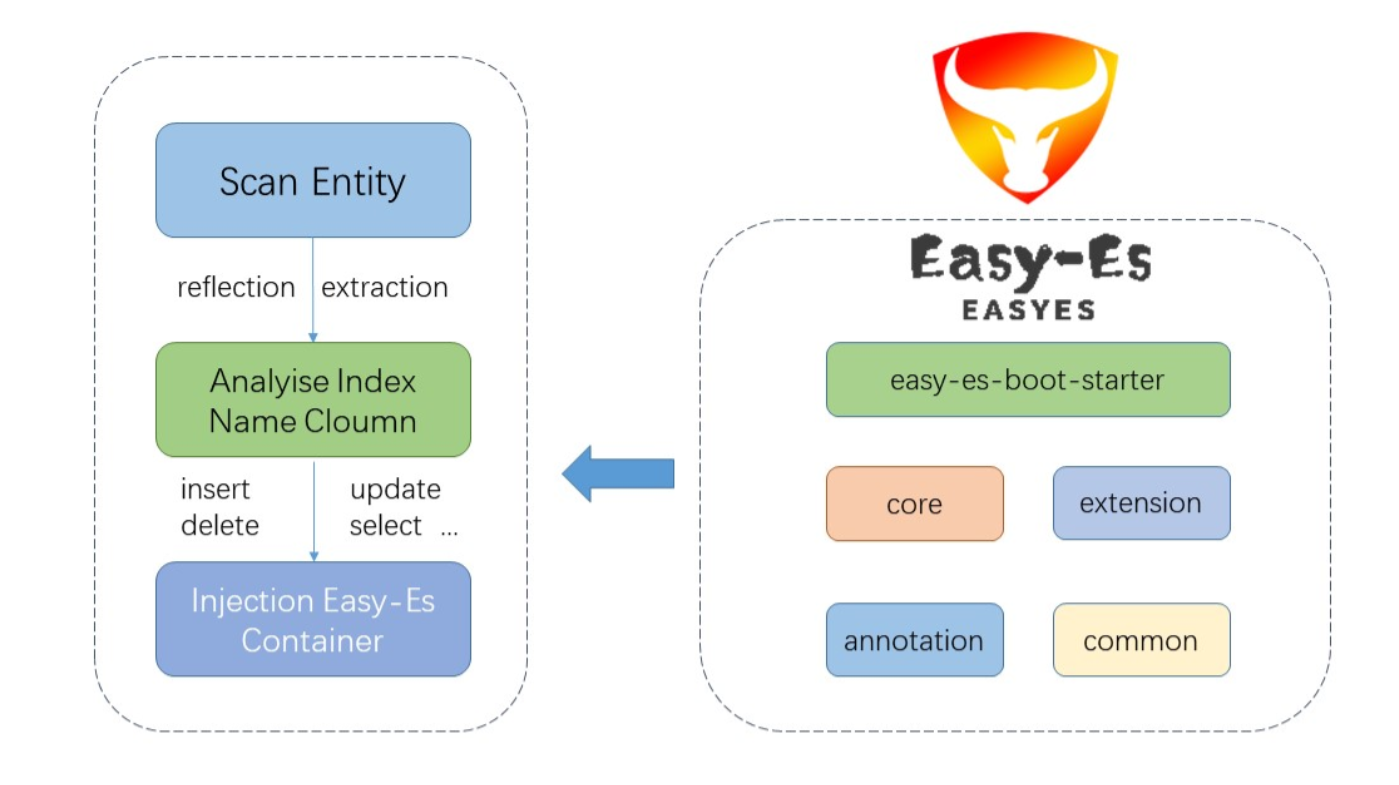 Scan Entity
reflection extraction
Analyise Index
Name Cloumn
insert update
delete select ...
Injection Easy-Es
Container
Easy-Es
EASYES
easy-es-boot-starter
core extension
annotation common